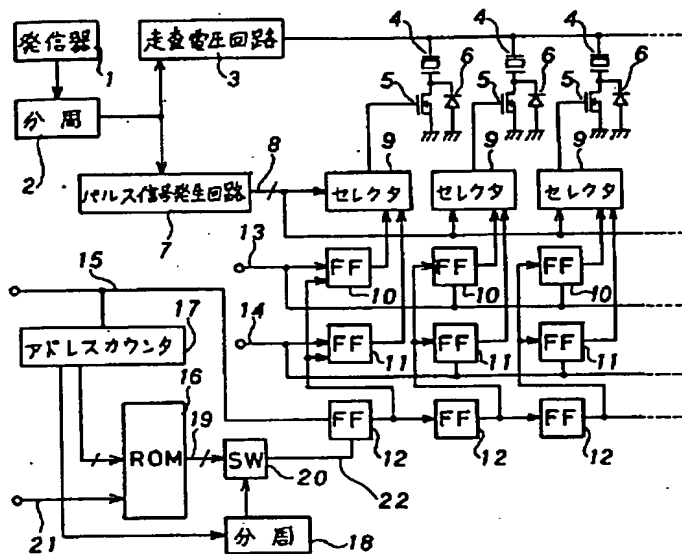 発信器
1
走査電圧回路
3
4 4 4
5 6 5 6 5 6
分周
2
8
9 9 9
パルス信号発生回路
7
セレクタ セレクタ セレクタ
13
FF FF FF
10 10 10
15
17
14
アドレスカウンタ
FF FF FF
11 11 11
16
ROM
19
SW
20
FF FF FF
12 12 12
22
21
分周
18